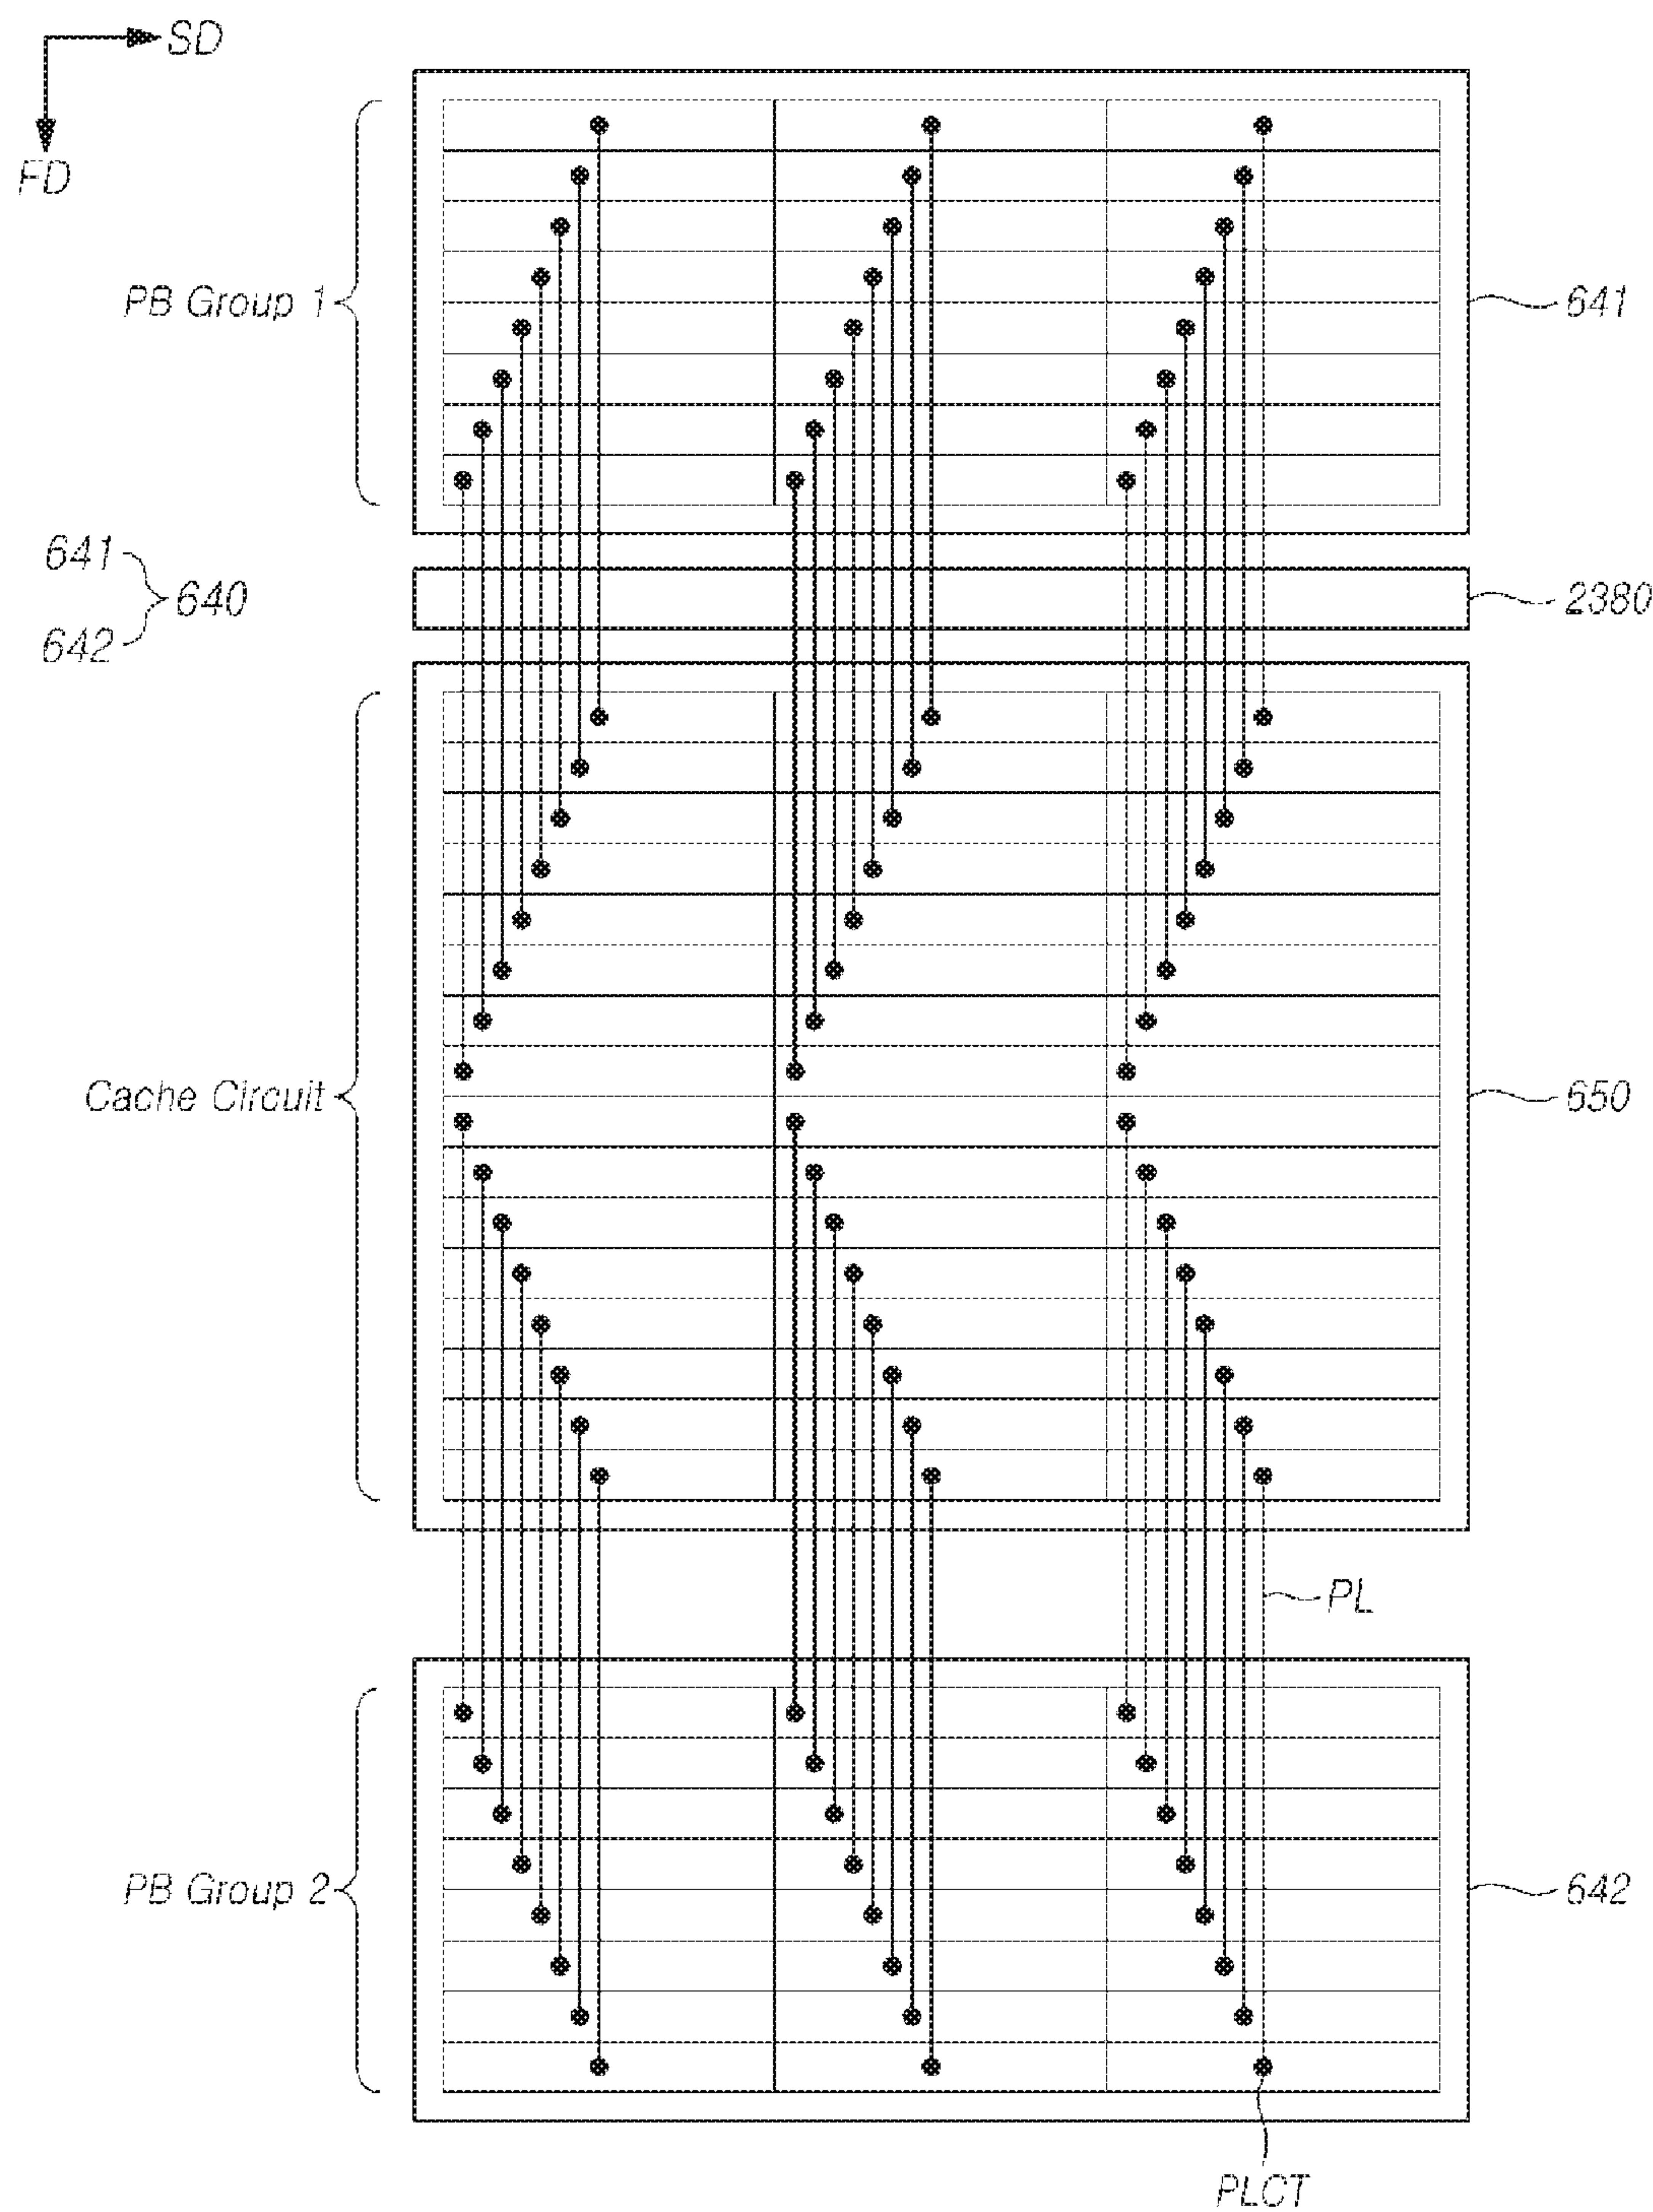 SD
FD
PB Group 1
641
641
642
640
2380
Cache Circuit
650
PL
PB Group 2
642
PLCT